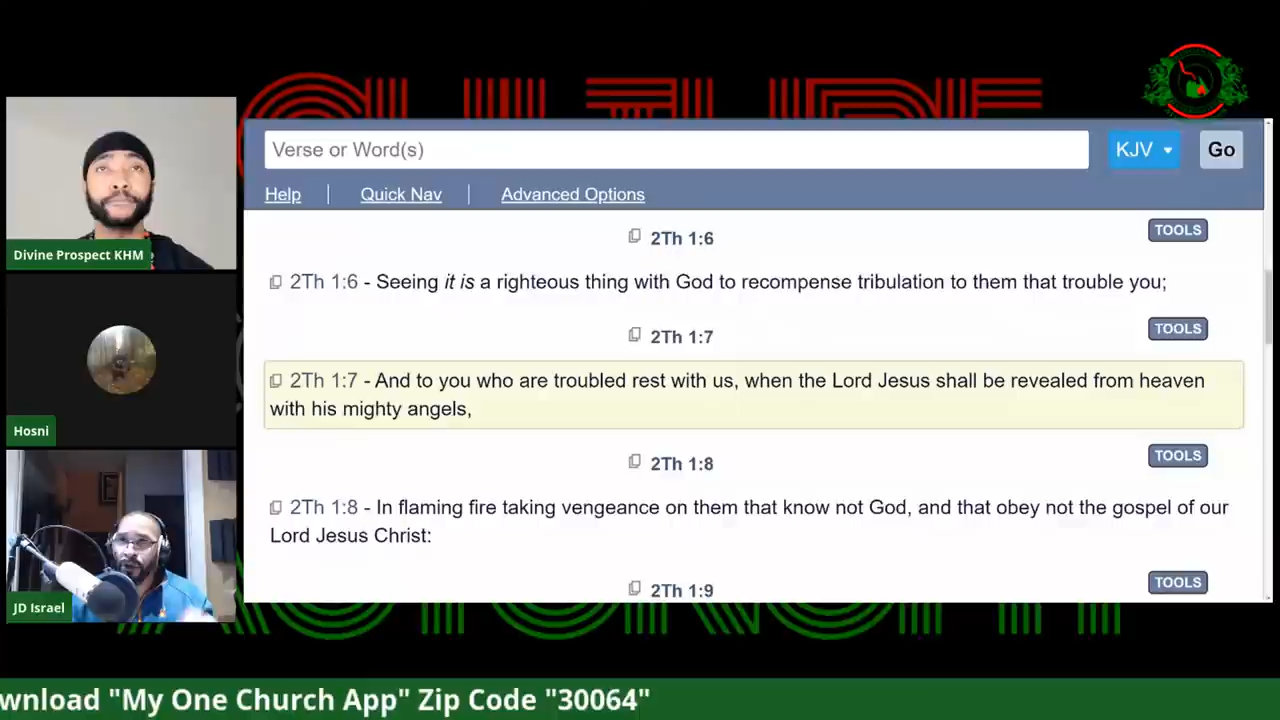 Verse or Word(s)
KJV
Go
Help
Quick Nav
Advanced Options
2Th 1:6
TOOLS
2Th 1:6 - Seeing it is a righteous thing with God to recompense tribulation to them that trouble you;
2Th 1:7
TOOLS
2Th 1:7 - And to you who are troubled rest with us, when the Lord Jesus shall be revealed from heaven
with his mighty angels,
2Th 1:8
TOOLS
2Th 1:8 - In flaming fire taking vengeance on them that know not God, and that obey not the gospel of our
Lord Jesus Christ:
2Th 1:9
TOOLS
Divine Prospect KHM
Hosni
JD Israel
wnload "My One Church App" Zip Code "30064"